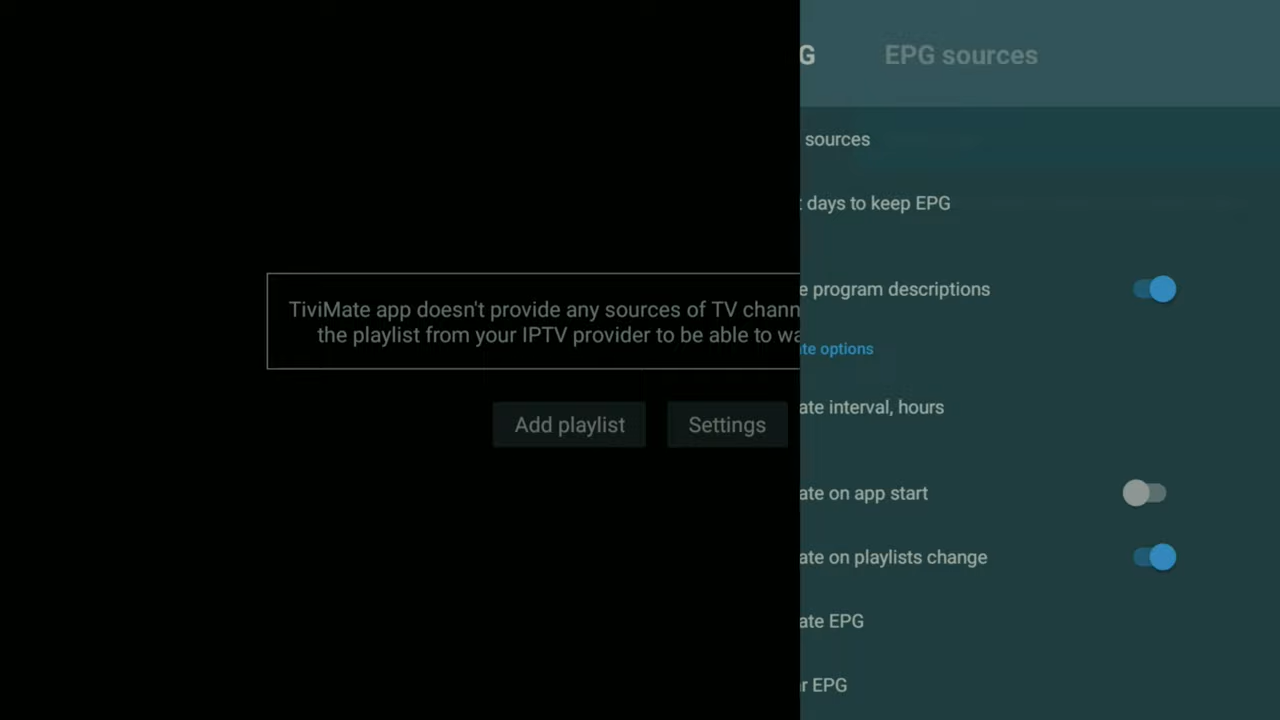 G EPG sources
sources
days to keep EPG
TiviMate app doesn't provide any sources of TV chann
the playlist from your IPTV provider to be able to wa
Add playlist Settings
e program descriptions
te options
ate interval, hours
ate on app start
ate on playlists change
ate EPG
r EPG